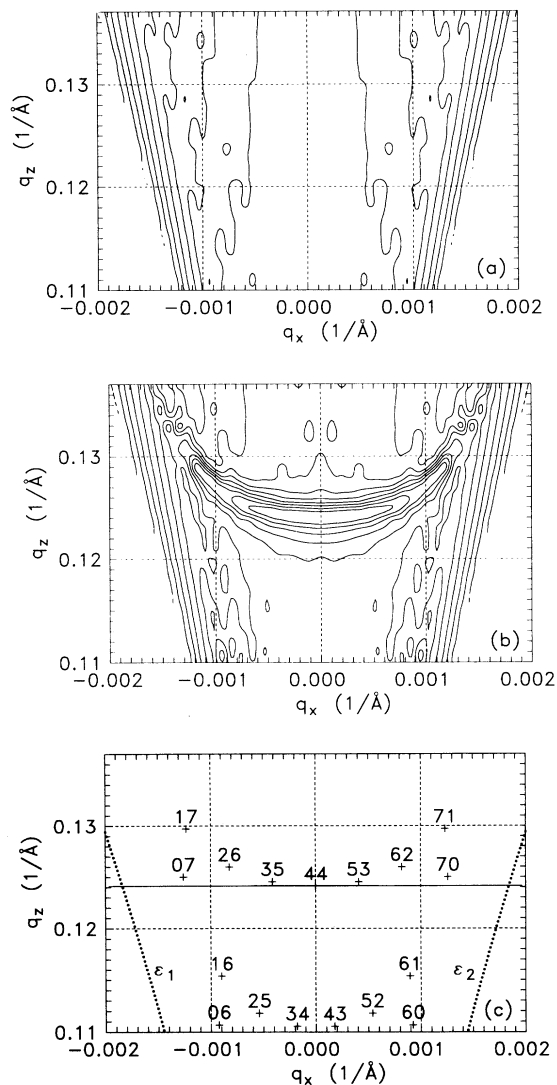 0.13
0.12
0.11
q_z (1/Å)
(a)
−0.002 −0.001 0.000 0.001 0.002
q_x (1/Å)
0.13
0.12
0.11
q_z (1/Å)
(b)
−0.002 −0.001 0.000 0.001 0.002
q_x (1/Å)
17 71
0.13
07 26 35 44 53 62 70
0.12
q_z (1/Å)
16 61
ε₁ ε₂
06 25 34 43 52 60 (c)
0.11
−0.002 −0.001 0.000 0.001 0.002
q_x (1/Å)